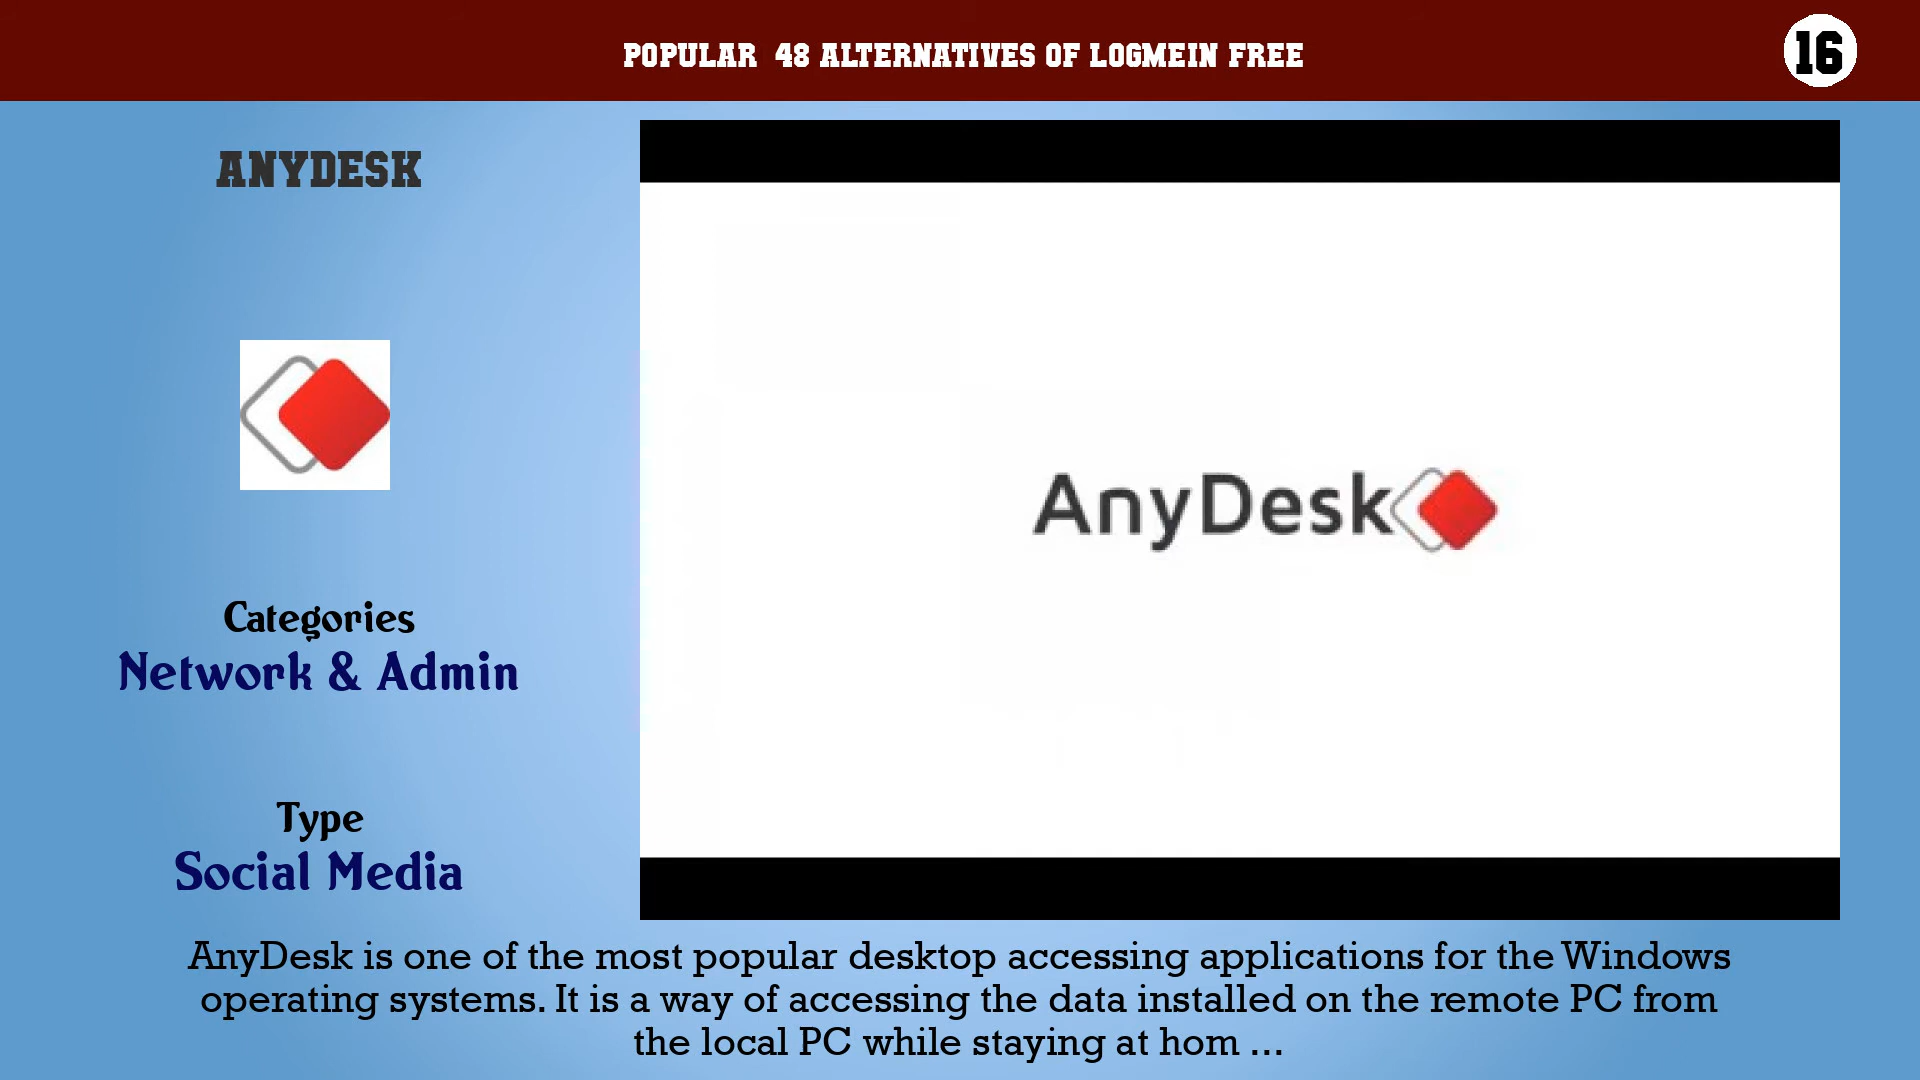 POPULAR 48 ALTERNATIVES OF LOGMEIN FREE
16
ANYDESK
AnyDesk
Categories
Network & Admin
Type
Social Media
AnyDesk is one of the most popular desktop accessing applications for the Windows
operating systems. It is a way of accessing the data installed on the remote PC from
the local PC while staying at hom ...